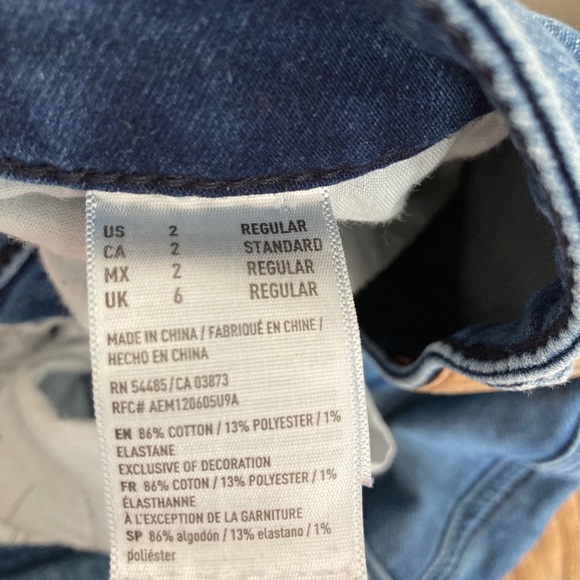 US 2 REGULAR
CA 2 STANDARD
MX 2 REGULAR
UK 6 REGULAR
MADE IN CHINA / FABRIQUÉ EN CHINE /
HECHO EN CHINA
RN 54485 / CA 03873
RFC# AEM120605U9A
EN 86% COTTON / 13% POLYESTER / 1%
ELASTANE
EXCLUSIVE OF DECORATION
FR 86% COTON / 13% POLYESTER / 1%
ÉLASTHANNE
À L'EXCEPTION DE LA GARNITURE
SP 86% algodón / 13% elastano / 1%
poliéster